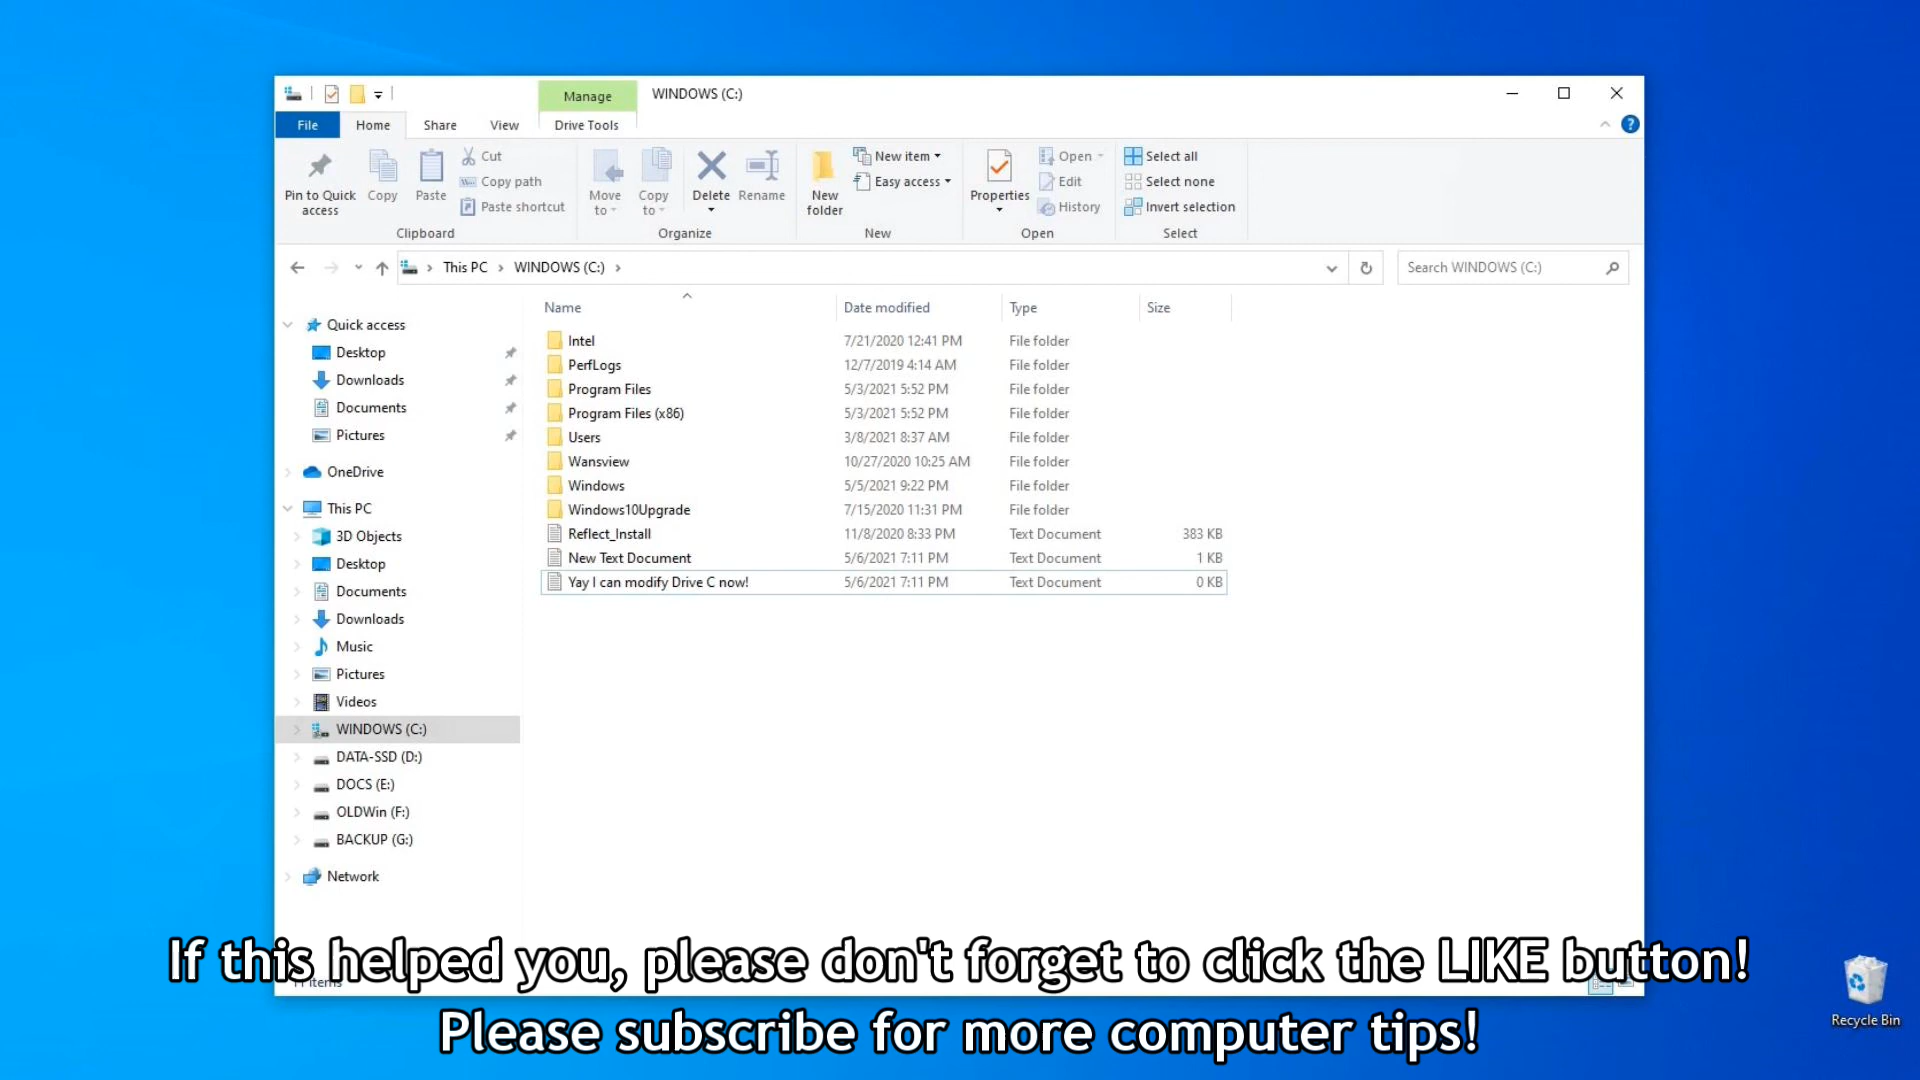 Manage
WINDOWS (C:)
File
Home
Share
View
Drive Tools
Pin to Quick access
Copy
Paste
Cut
Copy path
Paste shortcut
Clipboard
Move to
Copy to
Delete
Rename
Organize
New folder
New item
Easy access
New
Properties
Open
Edit
History
Open
Select all
Select none
Invert selection
Select
This PC > WINDOWS (C:) >
Search WINDOWS (C:)
Quick access
Desktop
Downloads
Documents
Pictures
OneDrive
This PC
3D Objects
Desktop
Documents
Downloads
Music
Pictures
Videos
WINDOWS (C:)
DATA-SSD (D:)
DOCS (E:)
OLDWin (F:)
BACKUP (G:)
Network
Name Date modified Type Size
Intel 7/21/2020 12:41 PM File folder
PerfLogs 12/7/2019 4:14 AM File folder
Program Files 5/3/2021 5:52 PM File folder
Program Files (x86) 5/3/2021 5:52 PM File folder
Users 3/8/2021 8:37 AM File folder
Wansview 10/27/2020 10:25 AM File folder
Windows 5/5/2021 9:22 PM File folder
Windows10Upgrade 7/15/2020 11:31 PM File folder
Reflect_Install 11/8/2020 8:33 PM Text Document 383 KB
New Text Document 5/6/2021 7:11 PM Text Document 1 KB
Yay I can modify Drive C now! 5/6/2021 7:11 PM Text Document 0 KB
items
If this helped you, please don't forget to click the LIKE button!
Please subscribe for more computer tips!
Recycle Bin